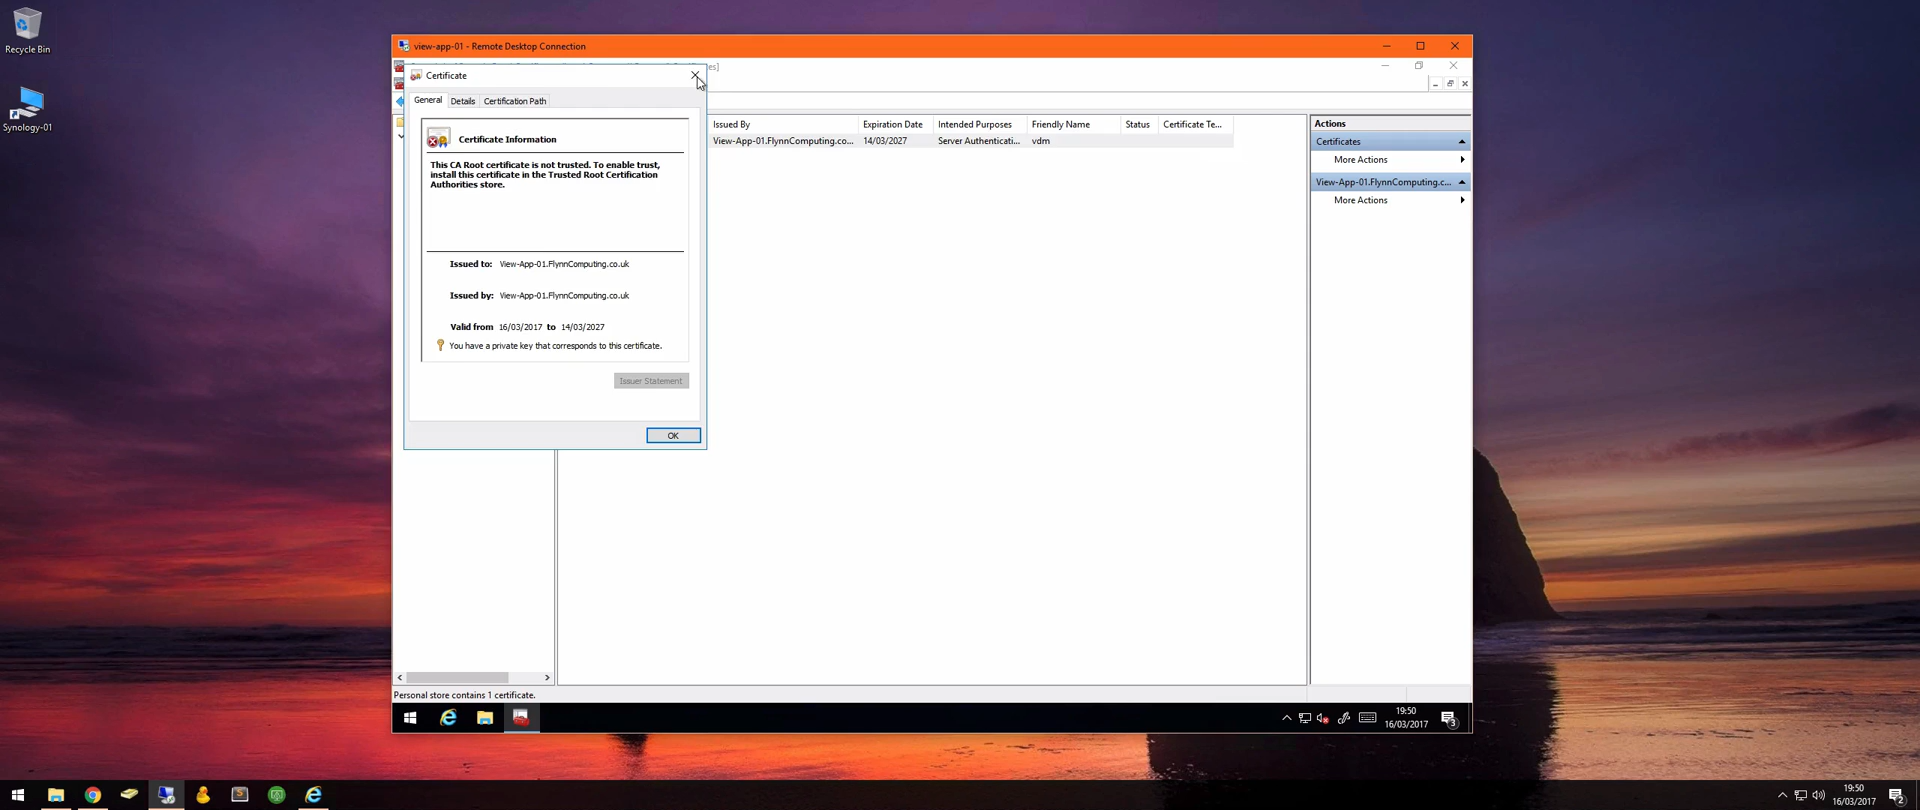 Recycle Bin
Synology-01
view-app-01 - Remote Desktop Connection
es]
Certificate
General Details Certification Path
Certificate Information
This CA Root certificate is not trusted. To enable trust,
install this certificate in the Trusted Root Certification
Authorities store.
Issued to: View-App-01.FlynnComputing.co.uk
Issued by: View-App-01.FlynnComputing.co.uk
Valid from 16/03/2017 to 14/03/2027
You have a private key that corresponds to this certificate.
Issuer Statement
OK
Issued By Expiration Date Intended Purposes Friendly Name Status Certificate Te...
View-App-01.FlynnComputing.co... 14/03/2027 Server Authenticati... vdm
Actions
Certificates
More Actions
View-App-01.FlynnComputing.c...
More Actions
Personal store contains 1 certificate.
19:50
16/03/2017
3
19:50
16/03/2017
2